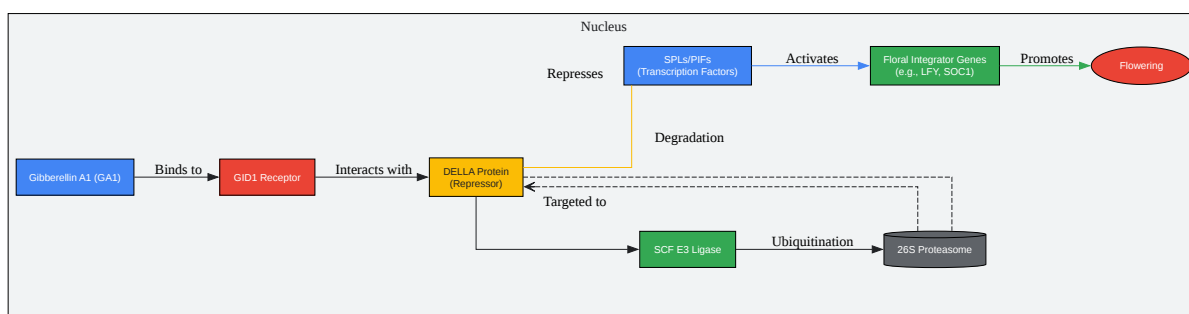 Nucleus
SPLs/PIFs
(Transcription Factors)
Activates
Floral Integrator Genes
(e.g., LFY, SOC1)
Promotes
Flowering
Represses
Degradation
Gibberellin A1 (GA1)
Binds to
GID1 Receptor
Interacts with
DELLA Protein
(Repressor)
Targeted to
SCF E3 Ligase
Ubiquitination
26S Proteasome